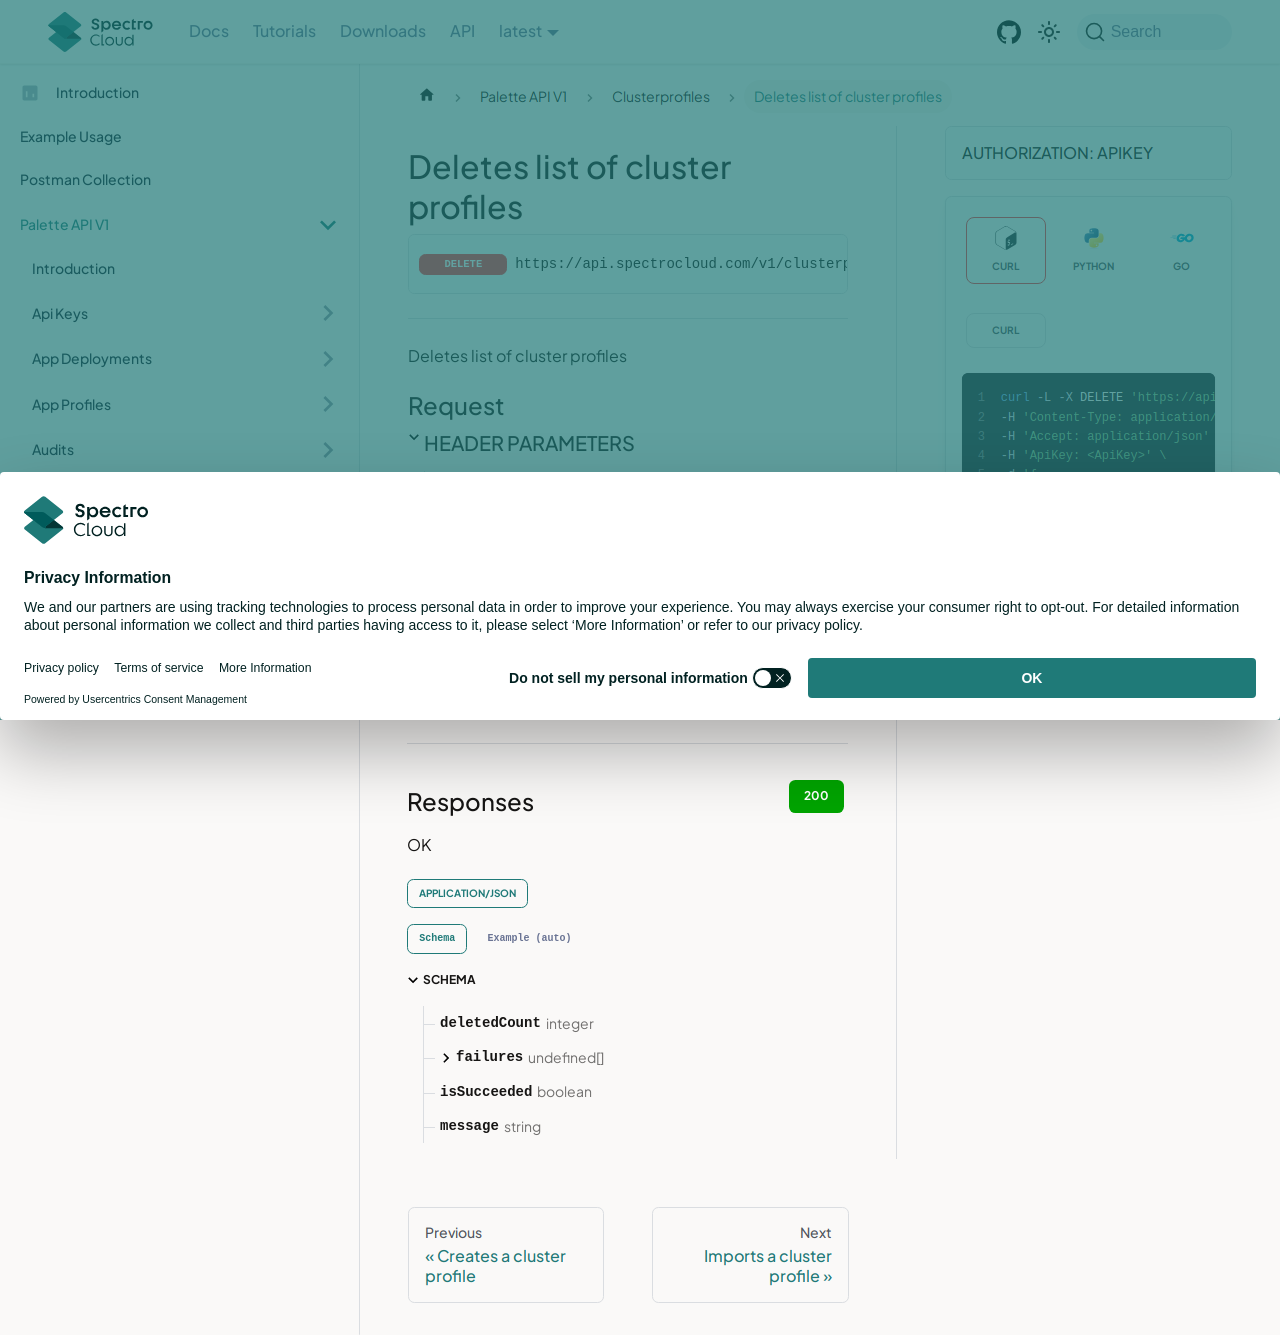 Spectro Cloud
Docs
Tutorials
Downloads
API
latest
Search
Introduction
Example Usage
Postman Collection
Palette API V1
Introduction
Api Keys
App Deployments
App Profiles
Audits
Palette API V1
Clusterprofiles
Deletes list of cluster profiles
Deletes list of cluster
profiles
DELETE
https://api.spectrocloud.com/v1/clusterp
Deletes list of cluster profiles
Request
HEADER PARAMETERS
AUTHORIZATION: APIKEY
CURL
PYTHON
GO
CURL
1 curl -L -X DELETE 'https://api
2 -H 'Content-Type: application/
3 -H 'Accept: application/json'
4 -H 'ApiKey: <ApiKey>' \
Spectro
Cloud
Privacy Information
We and our partners are using tracking technologies to process personal data in order to improve your experience. You may always exercise your consumer right to opt-out. For detailed information
about personal information we collect and third parties having access to it, please select ‘More Information’ or refer to our privacy policy.
Privacy policy
Terms of service
More Information
Powered by Usercentrics Consent Management
Do not sell my personal information
OK
Responses
200
OK
APPLICATION/JSON
Schema
Example (auto)
SCHEMA
deletedCount integer
failures undefined[]
isSucceeded boolean
message string
Previous
« Creates a cluster
profile
Next
Imports a cluster
profile »